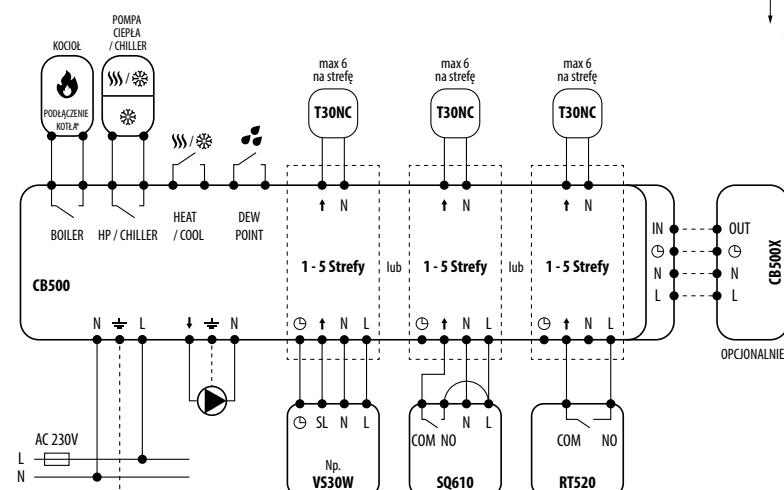 KOCIOŁ
PODŁĄCZENIE
KOTŁA*
POMPA
CIEPŁA
/ CHILLER
/
/
max 6
na strefę
T30NC
max 6
na strefę
T30NC
max 6
na strefę
T30NC
BOILER
HP / CHILLER
HEAT
/ COOL
DEW
POINT
N
N
N
CB500
1 - 5 Strefy
lub
1 - 5 Strefy
lub
1 - 5 Strefy
IN
N
L
OUT
N
L
CB500X
OPCJONALNIE
N
L
N
N
L
N
L
N
L
SL
N
L
Np.
VS30W
COM
NO
N
L
SQ610
COM
NO
RT520
AC 230V
L
N